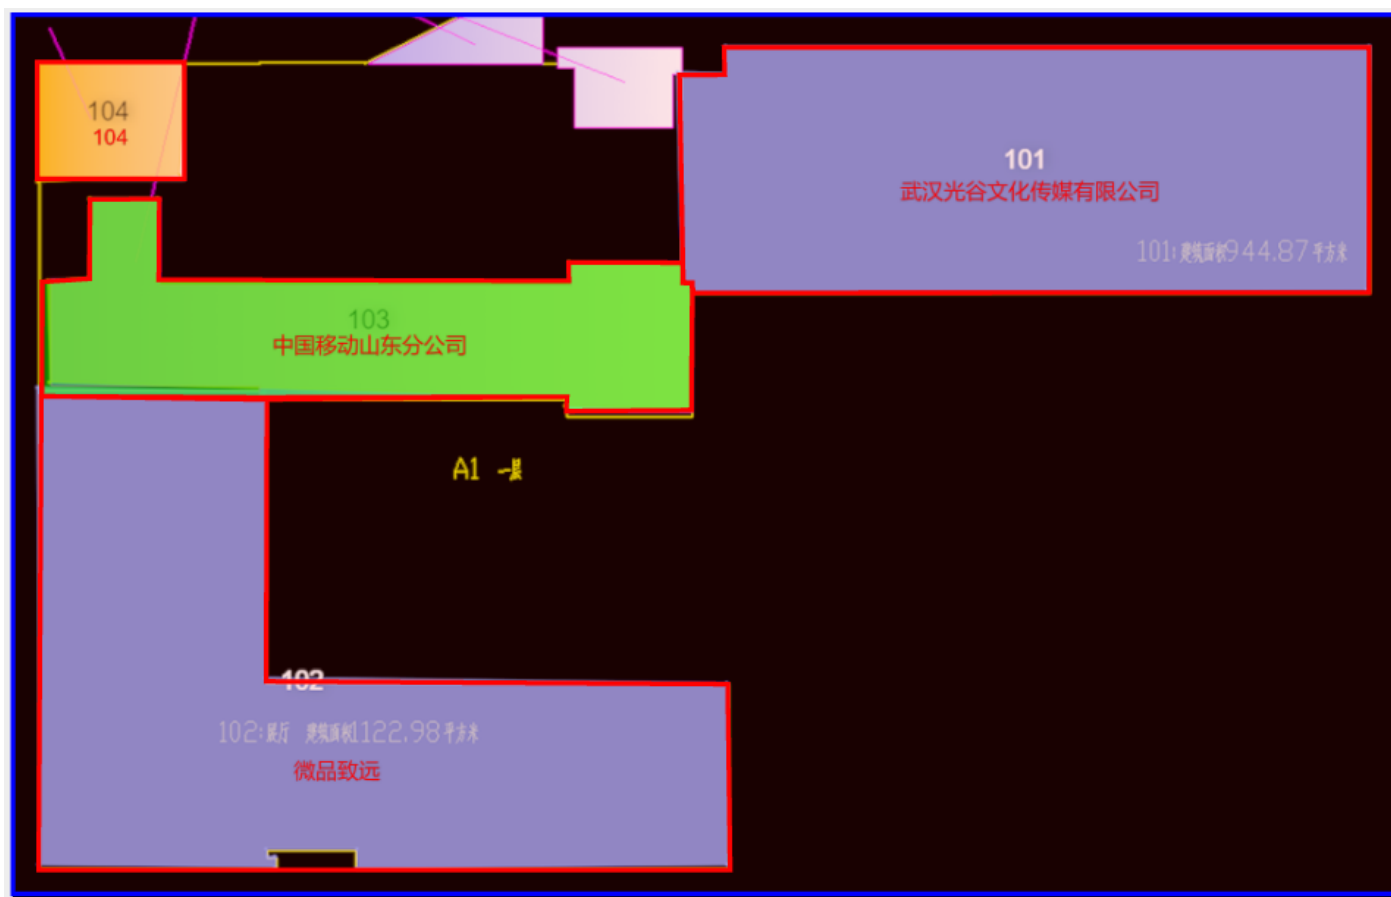 104
104
101
武汉光谷文化传媒有限公司
101:建筑面积944.87平方米
103
中国移动山东分公司
A1 一层
102
102:展厅 建筑面积1122.98平方米
微品致远